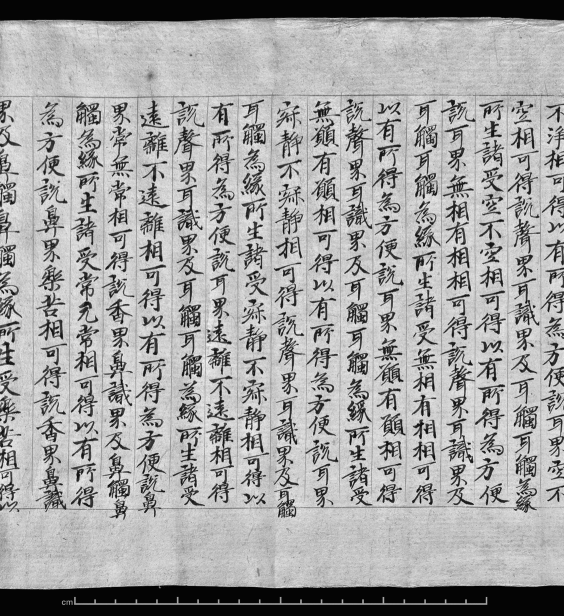 不淨相可得以有所得為方便說耳界空不
空相可得說聲界耳識界及耳觸耳觸為緣
所生諸受空不空相可得以有所得為方便
說耳界無相有相相可得說聲界耳識界及
耳觸耳觸為緣所生諸受無相有相相可得
以有所得為方便說耳界無願有願相可得
說聲界耳識界及耳觸耳觸為緣所生諸受
無願有願相可得以有所得為方便說耳界
寂靜不寂靜相可得說聲界耳識界及耳觸
耳觸為緣所生諸受寂靜不寂靜相可得以
有所得為方便說耳界遠離不遠離相可得
說聲界耳識界及耳觸耳觸為緣所生諸受
遠離不遠離相可得以有所得為方便說鼻
界常無常相可得說香界鼻識界及鼻觸鼻
觸為緣所生諸受常无常相可得以有所得
為方便說鼻界樂苦相可得說香界鼻識
界及鼻觸鼻觸為緣所生受樂苦相可得以
cm